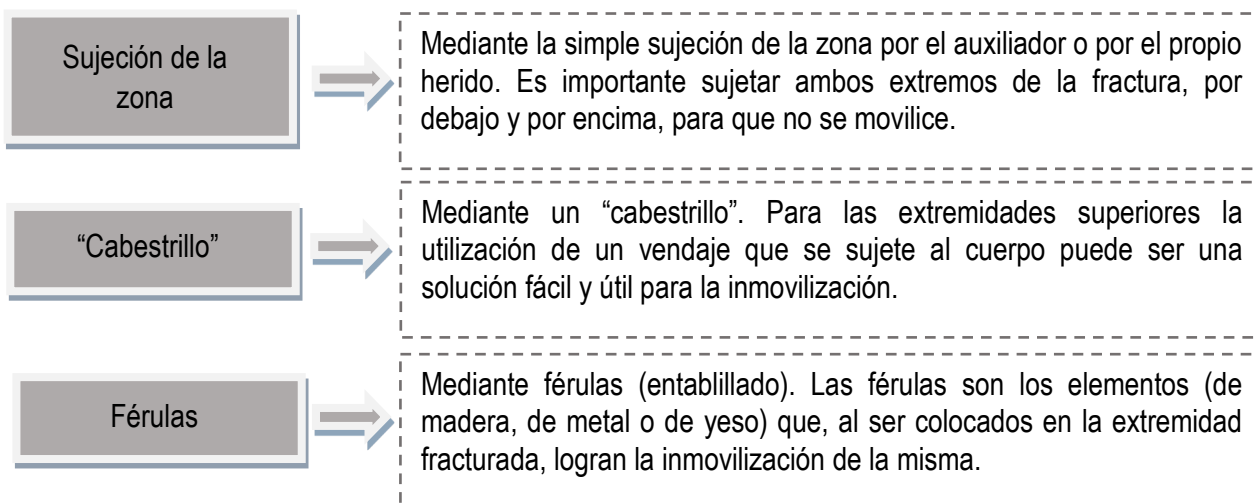 Sujeción de la
zona
Mediante la simple sujeción de la zona por el auxiliador o por el propio
herido. Es importante sujetar ambos extremos de la fractura, por
debajo y por encima, para que no se movilice.
“Cabestrillo”
Mediante un “cabestrillo”. Para las extremidades superiores la
utilización de un vendaje que se sujete al cuerpo puede ser una
solución fácil y útil para la inmovilización.
Férulas
Mediante férulas (entablillado). Las férulas son los elementos (de
madera, de metal o de yeso) que, al ser colocados en la extremidad
fracturada, logran la inmovilización de la misma.